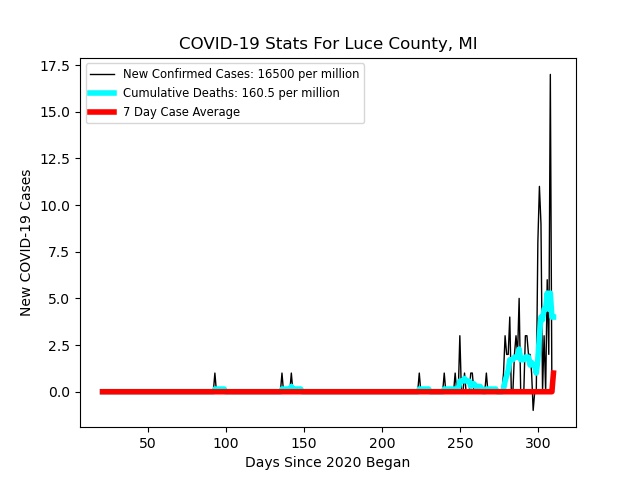 COVID-19 Stats For Luce County, MI
New Confirmed Cases: 16500 per million
Cumulative Deaths: 160.5 per million
7 Day Case Average
New COVID-19 Cases
17.5
15.0
12.5
10.0
7.5
5.0
2.5
0.0
50 100 150 200 250 300
Days Since 2020 Began